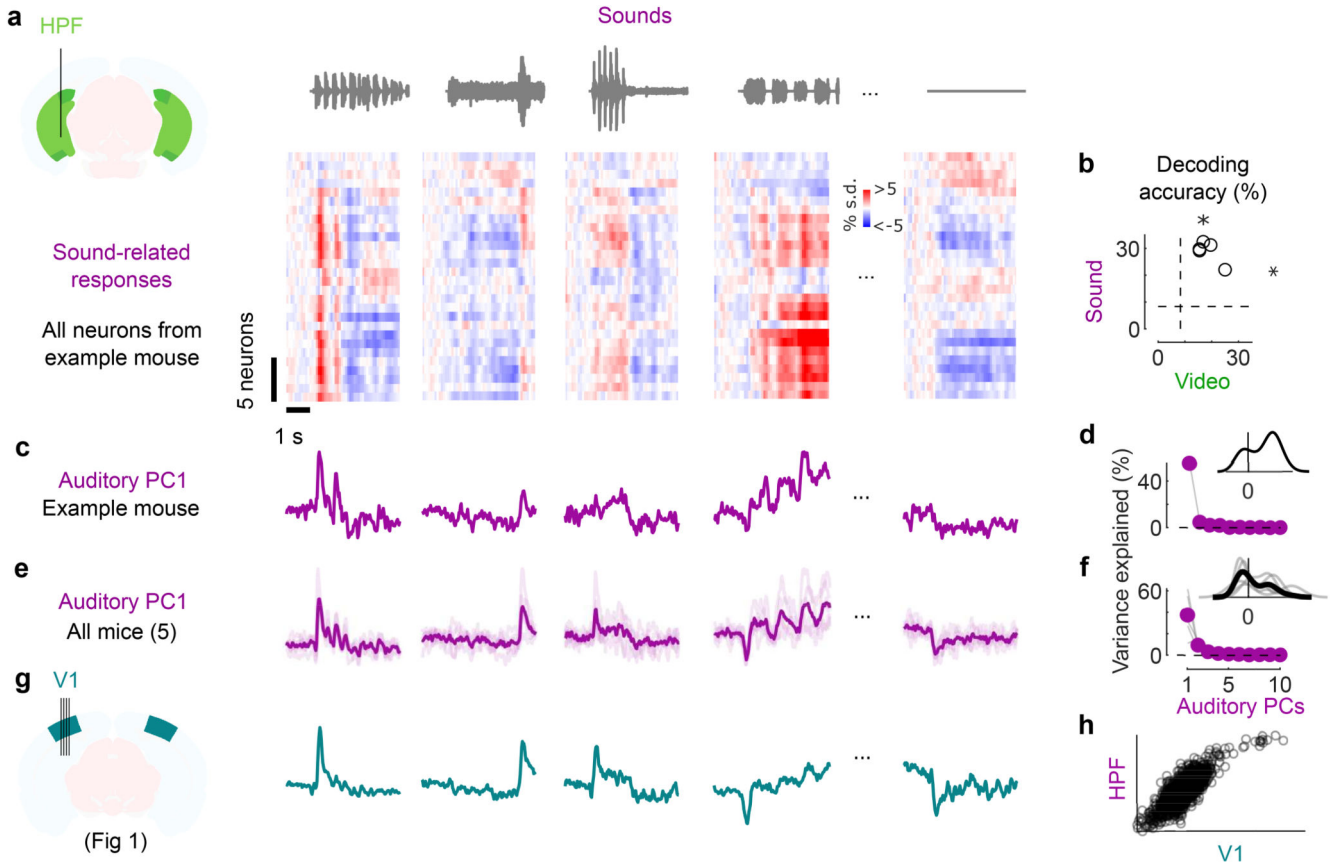 a
HPF
Sounds
...
Sound-related
responses
All neurons from
example mouse
5 neurons
1 s
% s.d.
>5
<-5
...
b
Decoding
accuracy (%)
*
30
Sound
*
0
0
30
Video
c
Auditory PC1
Example mouse
...
d
Variance explained (%)
40
0
0
e
Auditory PC1
All mice (5)
...
f
60
0
0
1
5
10
Auditory PCs
g
V1
(Fig 1)
...
h
HPF
V1